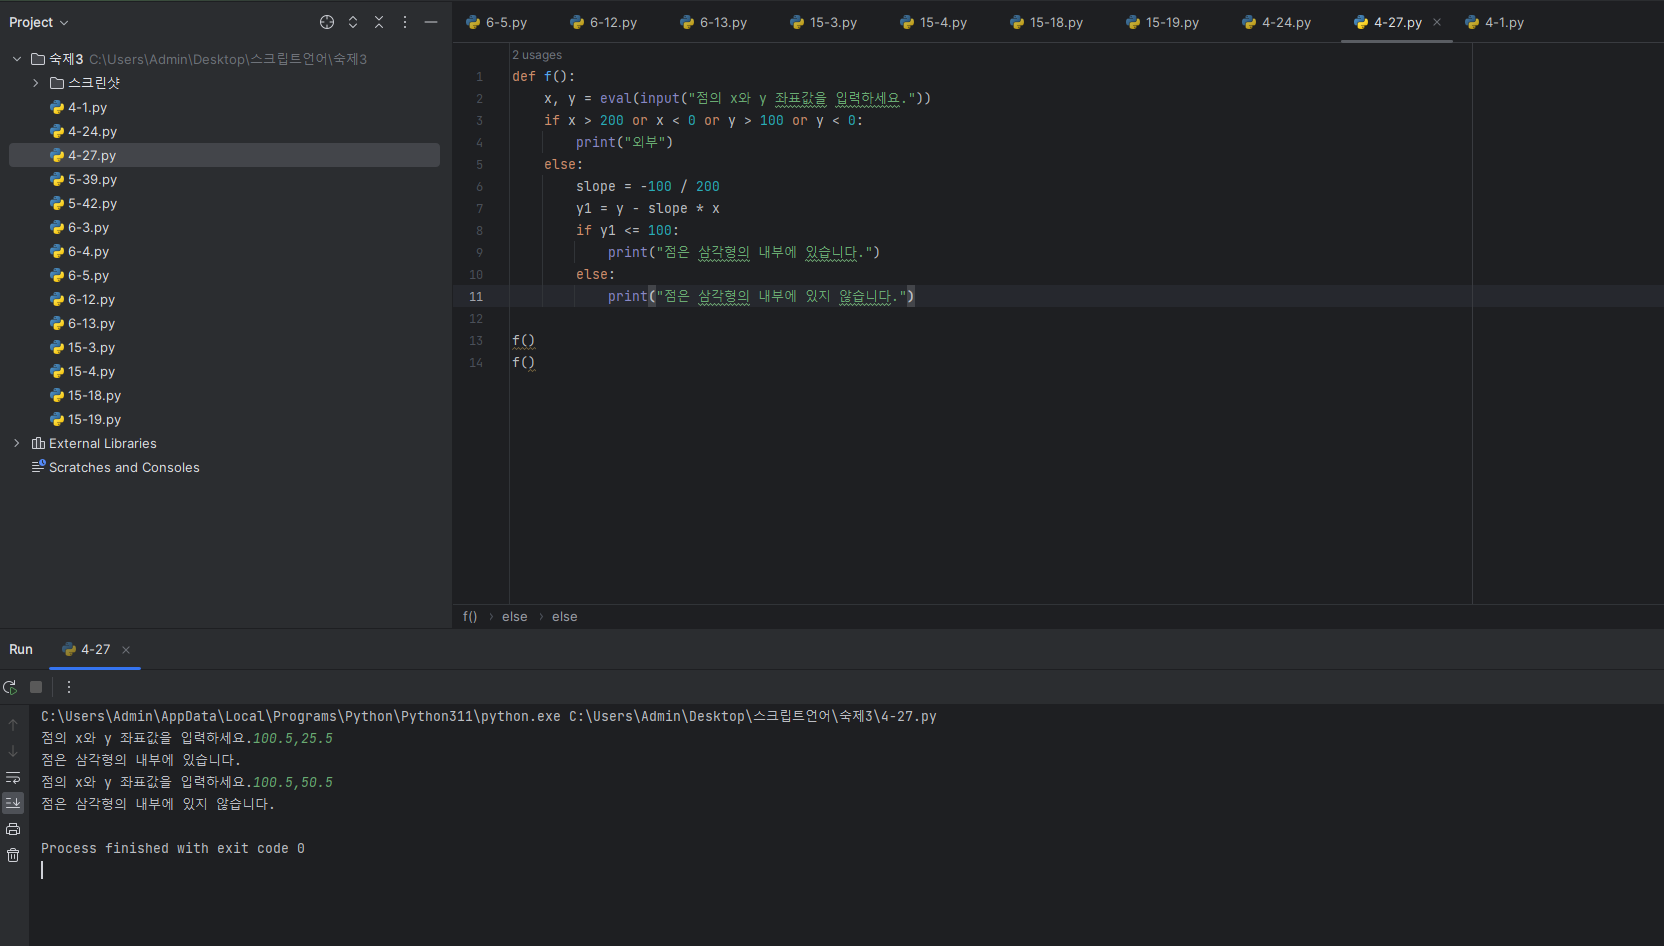 Project
6-5.py 6-12.py 6-13.py 15-3.py 15-4.py 15-18.py 15-19.py 4-24.py 4-27.py 4-1.py
숙제3 C:\Users\Admin\Desktop\스크립트언어\숙제3
스크린샷
4-1.py
4-24.py
4-27.py
5-39.py
5-42.py
6-3.py
6-4.py
6-5.py
6-12.py
6-13.py
15-3.py
15-4.py
15-18.py
15-19.py
External Libraries
Scratches and Consoles
2 usages
1 def f():
2 x, y = eval(input("점의 x와 y 좌표값을 입력하세요."))
3 if x > 200 or x < 0 or y > 100 or y < 0:
4 print("외부")
5 else:
6 slope = -100 / 200
7 y1 = y - slope * x
8 if y1 <= 100:
9 print("점은 삼각형의 내부에 있습니다.")
10 else:
11 print("점은 삼각형의 내부에 있지 않습니다.")
12
13 f()
14 f()
f() › else › else
Run 4-27
C:\Users\Admin\AppData\Local\Programs\Python\Python311\python.exe C:\Users\Admin\Desktop\스크립트언어\숙제3\4-27.py
점의 x와 y 좌표값을 입력하세요.100.5,25.5
점은 삼각형의 내부에 있습니다.
점의 x와 y 좌표값을 입력하세요.100.5,50.5
점은 삼각형의 내부에 있지 않습니다.
Process finished with exit code 0